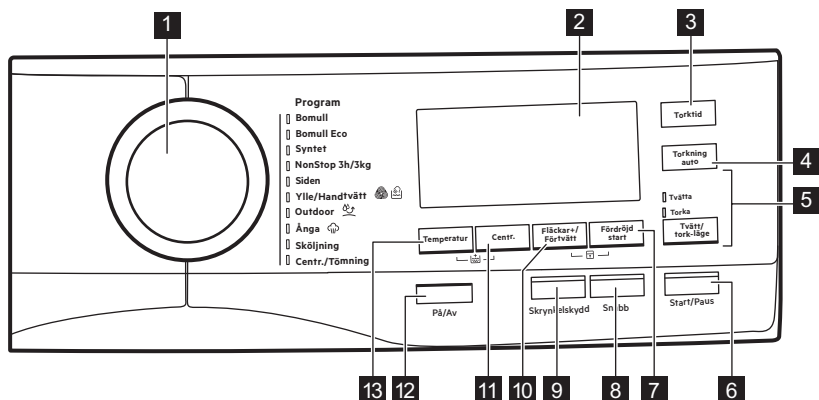 1
2
3
Program
Bomull
Bomull Eco
Syntet
NonStop 3h/3kg
Siden
Ylle/Handtvätt
Outdoor
Ånga
Sköljning
Centr./Tömning
Torktid
Torkning
auto
4
5
Tvätta
Torka
Tvätt/
tork-läge
Temperatur
Centr.
Fläckar+/
Förtvätt
Fördröjd
start
På/Av
Skrynkelskydd
Snabb
Start/Paus
13
12
11
10
9
8
7
6